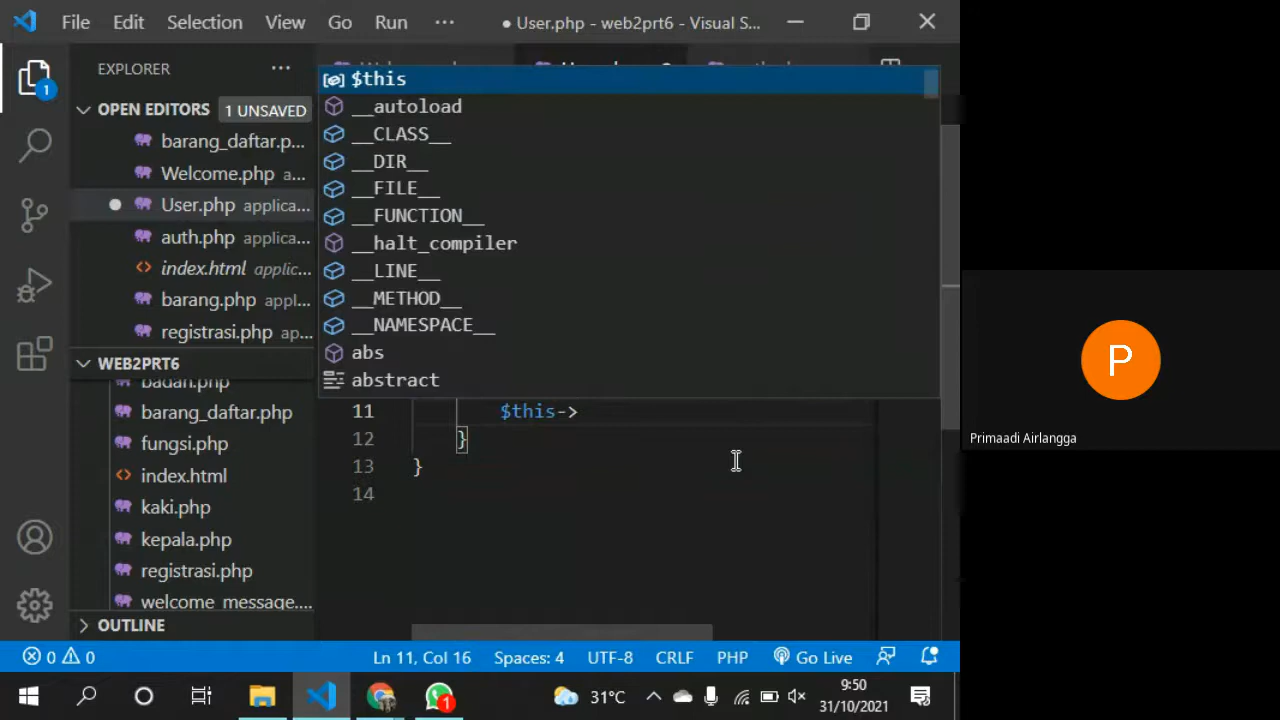 File Edit Selection View Go Run ··· ● User.php - web2prt6 - Visual S...
EXPLORER ···
OPEN EDITORS 1 UNSAVED
barang_daftar.p...
Welcome.php a...
User.php applica...
auth.php applica...
index.html applic...
barang.php appl...
registrasi.php ap...
WEB2PRT6
badan.php
barang_daftar.php
fungsi.php
index.html
kaki.php
kepala.php
registrasi.php
welcome_message....
OUTLINE
$this
__autoload
__CLASS__
__DIR__
__FILE__
__FUNCTION__
__halt_compiler
__LINE__
__METHOD__
__NAMESPACE__
abs
abstract
11 $this->
12 }
13 }
14
1
0 0 Ln 11, Col 16 Spaces: 4 UTF-8 CRLF PHP Go Live
31°C 9:50
31/10/2021
1
P
Primaadi Airlangga